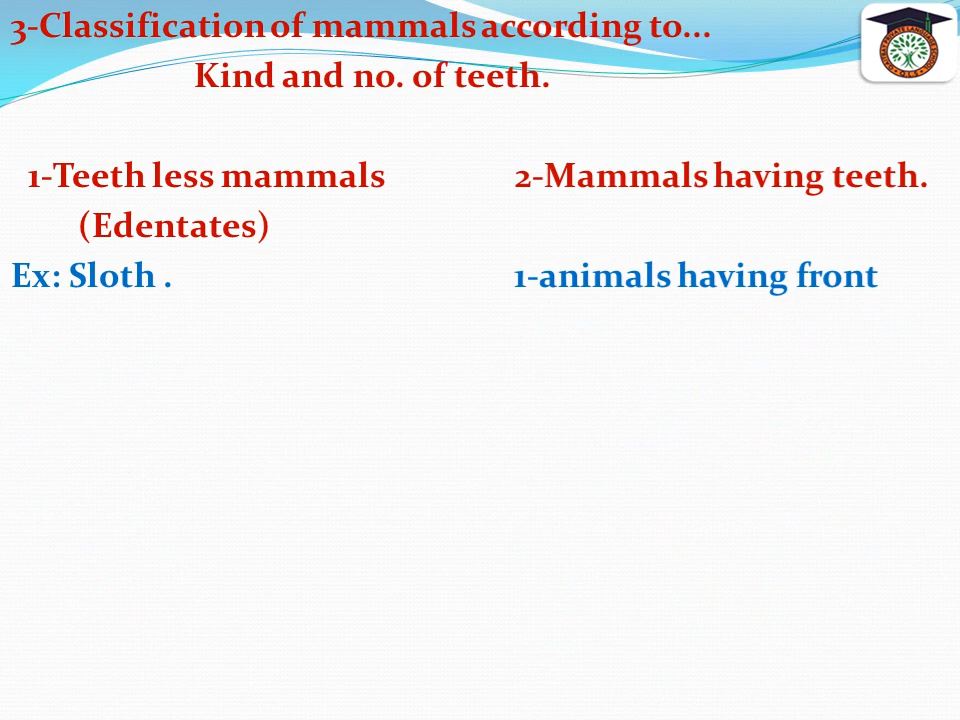 3-Classification of mammals according to...
Kind and no. of teeth.
1-Teeth less mammals 2-Mammals having teeth.
(Edentates)
Ex: Sloth . 1-animals having front